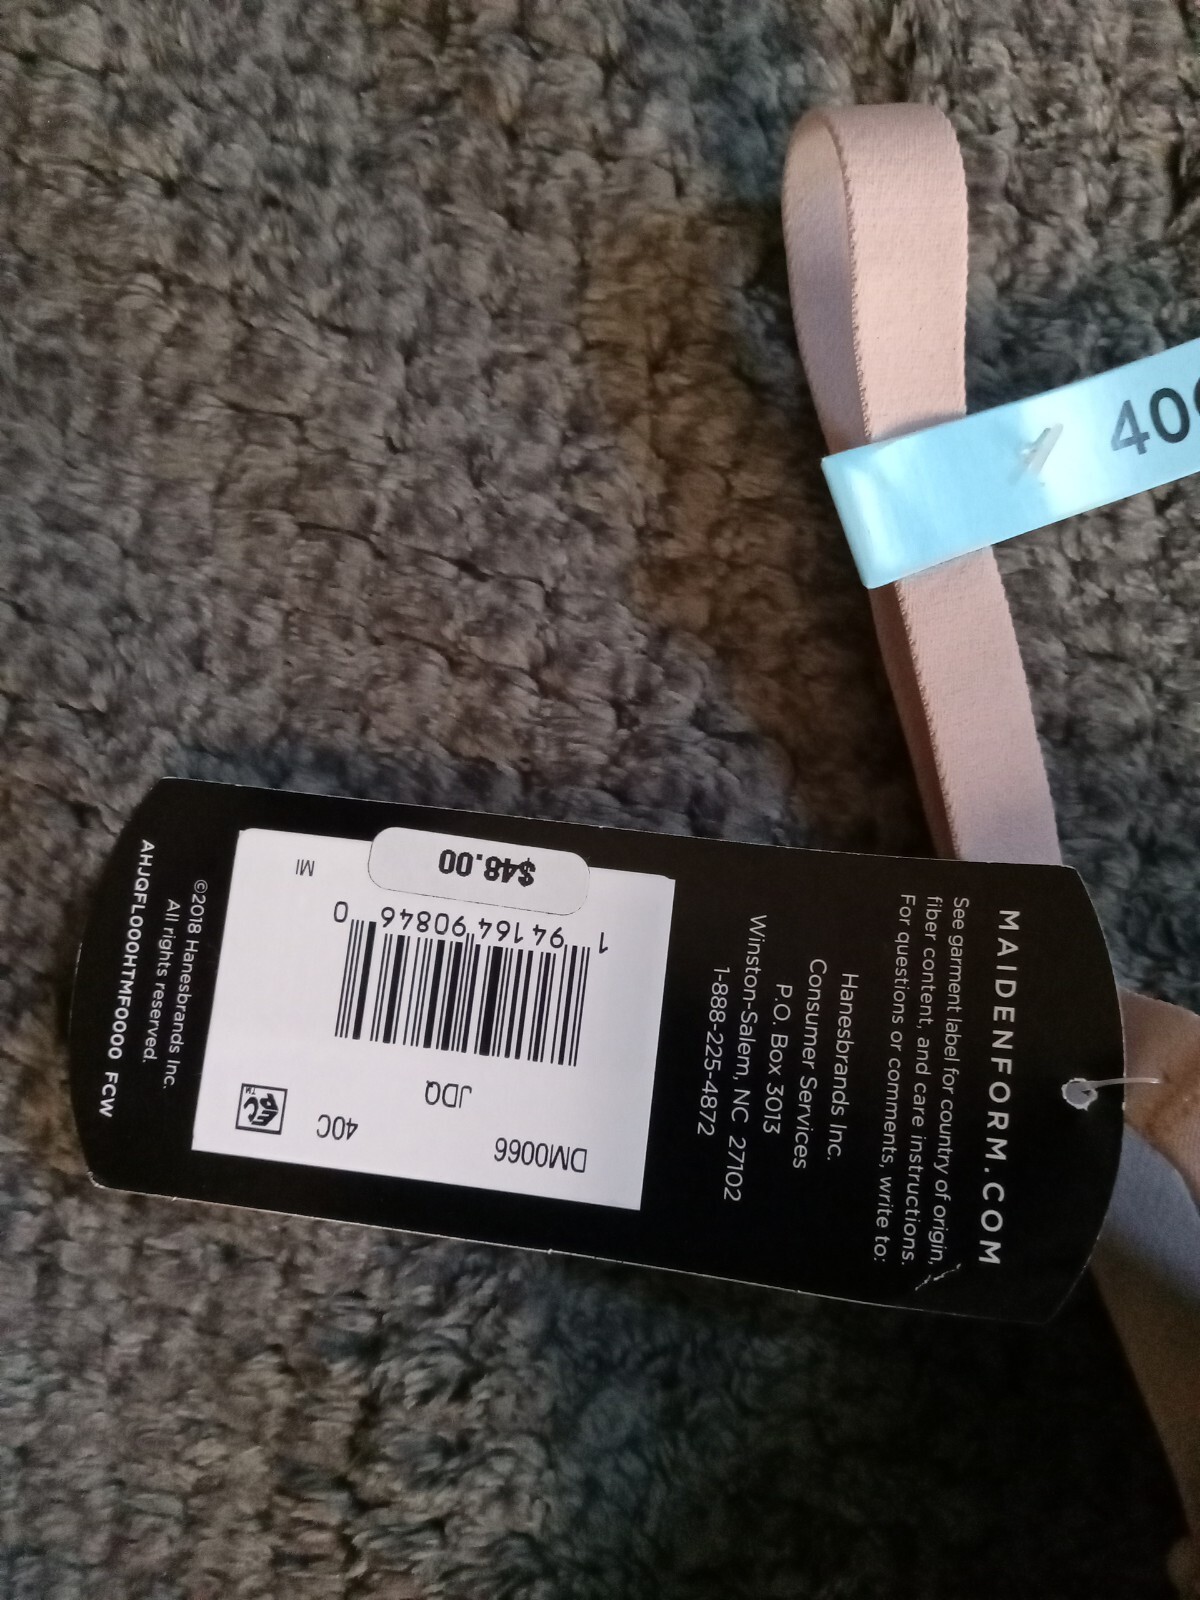 MAIDENFORM.COM
See garment label for country of origin,
fiber content, and care instructions.
For questions or comments, write to:
Hanesbrands Inc.
Consumer Services
P.O. Box 3013
Winston-Salem, NC 27102
1-888-225-4872
DM0066
JDQ
40C
EPC
TM
1 94164 90846 0
$48.00
MI
©2018 Hanesbrands Inc.
All rights reserved.
AHJQFL000HTMF0000 FCW
40